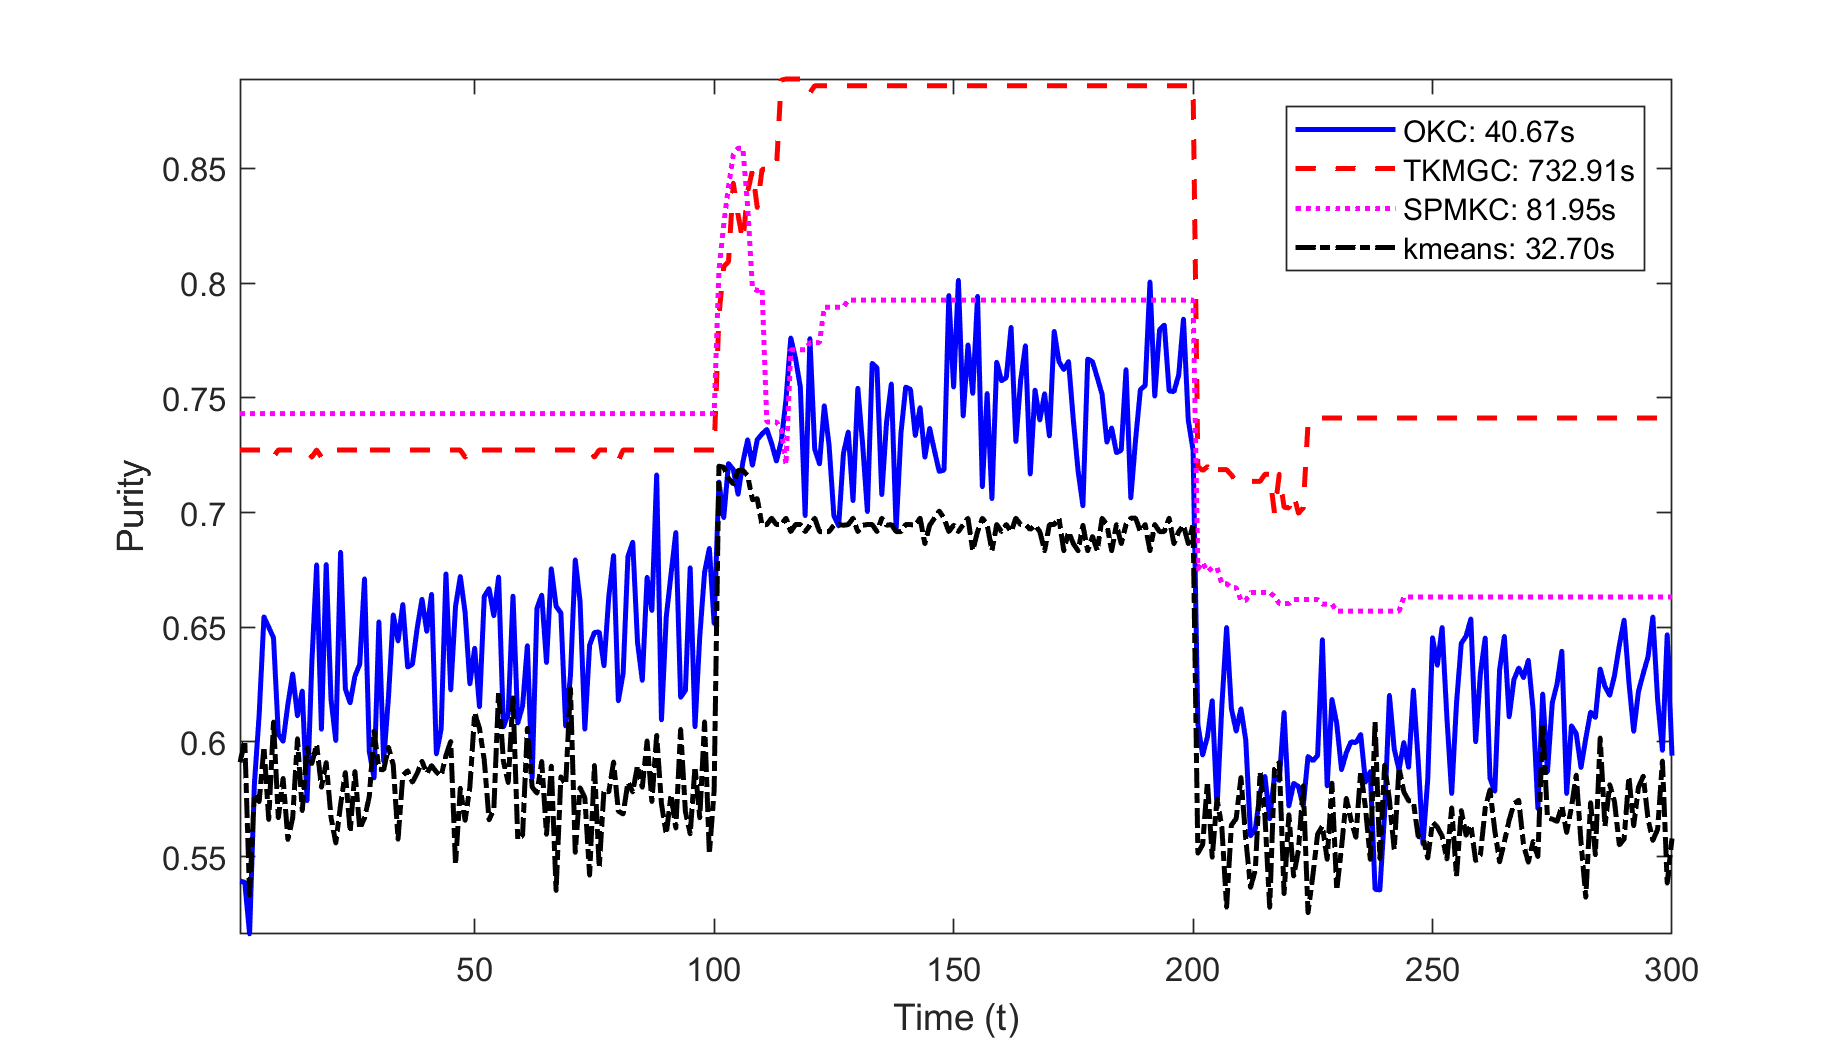 OKC: 40.67s
TKMGC: 732.91s
SPMKC: 81.95s
kmeans: 32.70s
Purity
0.85
0.8
0.75
0.7
0.65
0.6
0.55
50 100 150 200 250 300
Time (t)